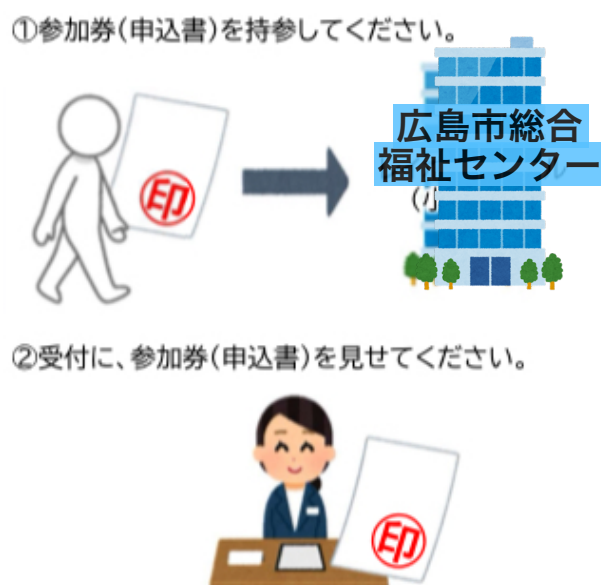 ①参加券(申込書)を持参してください。
印
広島市総合
福祉センター
②受付に、参加券(申込書)を見せてください。
印